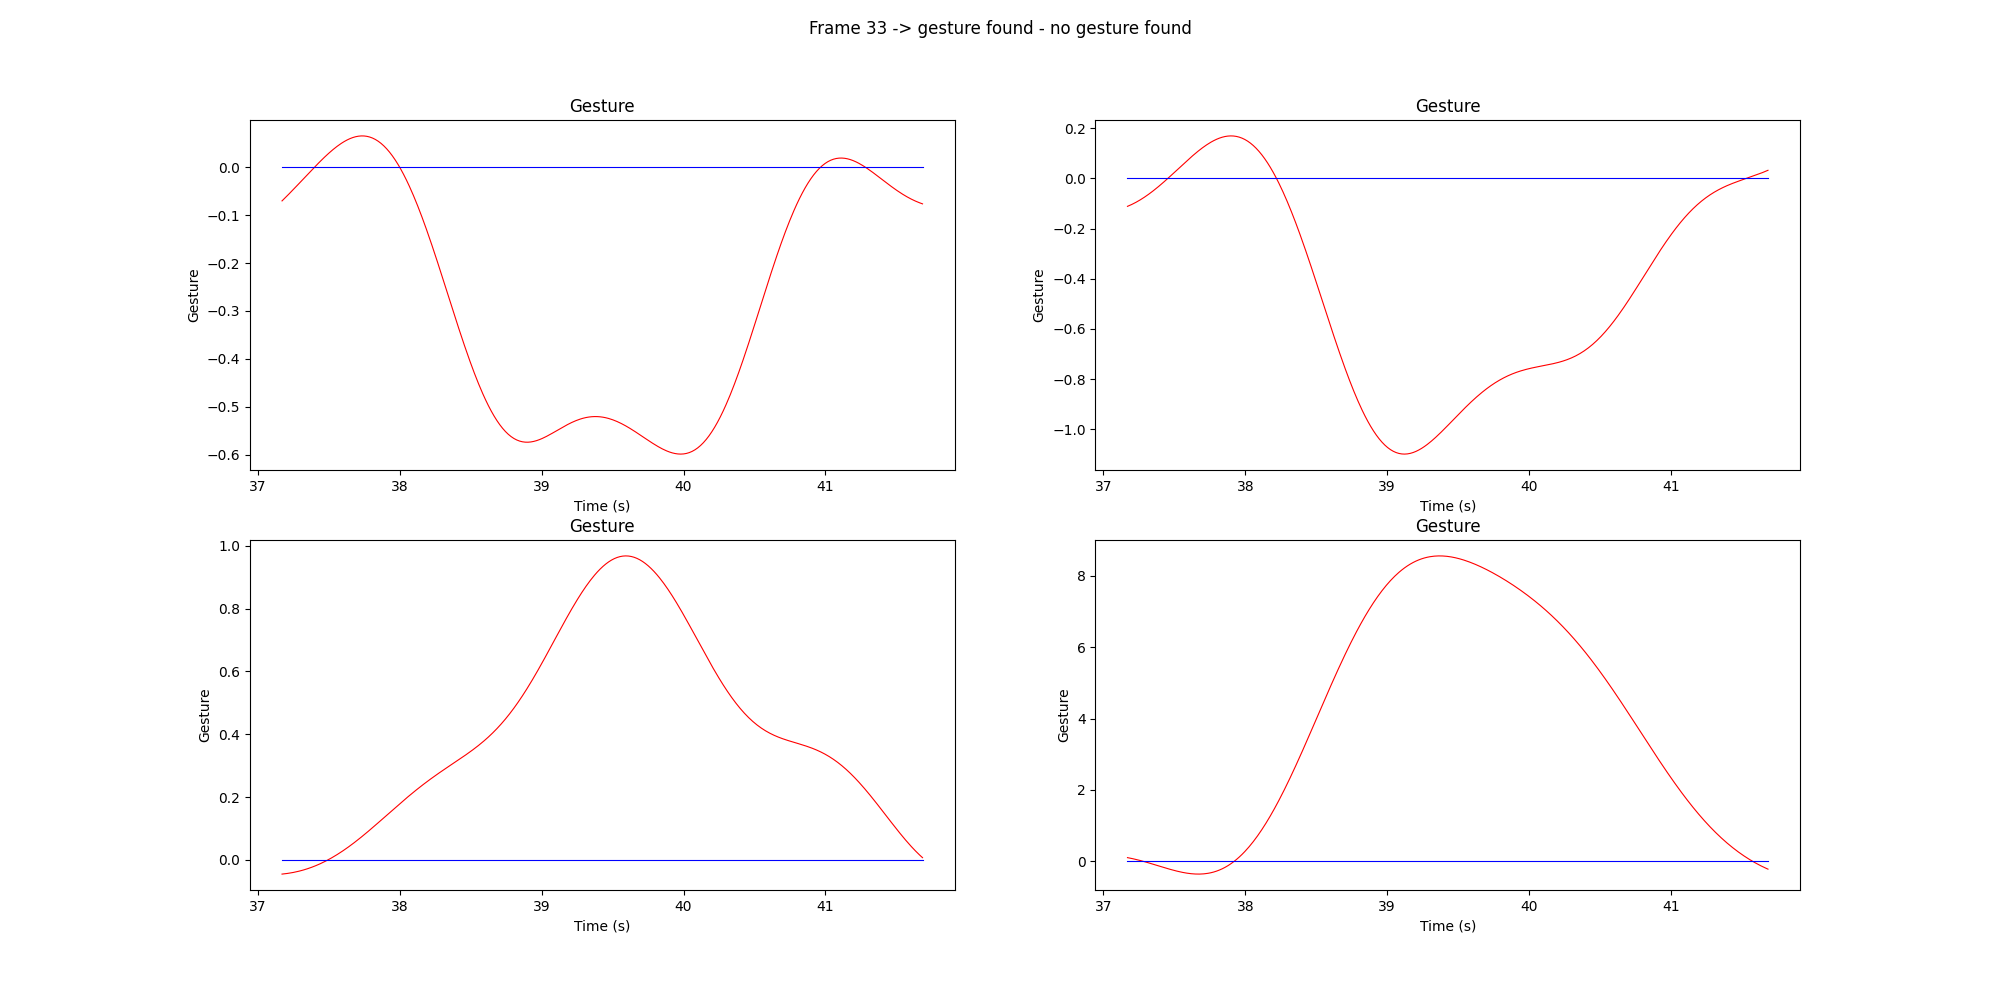 Frame 33 -> gesture found - no gesture found
Gesture
Gesture
0.0
−0.1
−0.2
−0.3
−0.4
−0.5
−0.6
37 38 39 40 41
Time (s)
Gesture
Gesture
0.2
0.0
−0.2
−0.4
−0.6
−0.8
−1.0
37 38 39 40 41
Time (s)
Gesture
Gesture
1.0
0.8
0.6
0.4
0.2
0.0
37 38 39 40 41
Time (s)
Gesture
Gesture
8
6
4
2
0
37 38 39 40 41
Time (s)